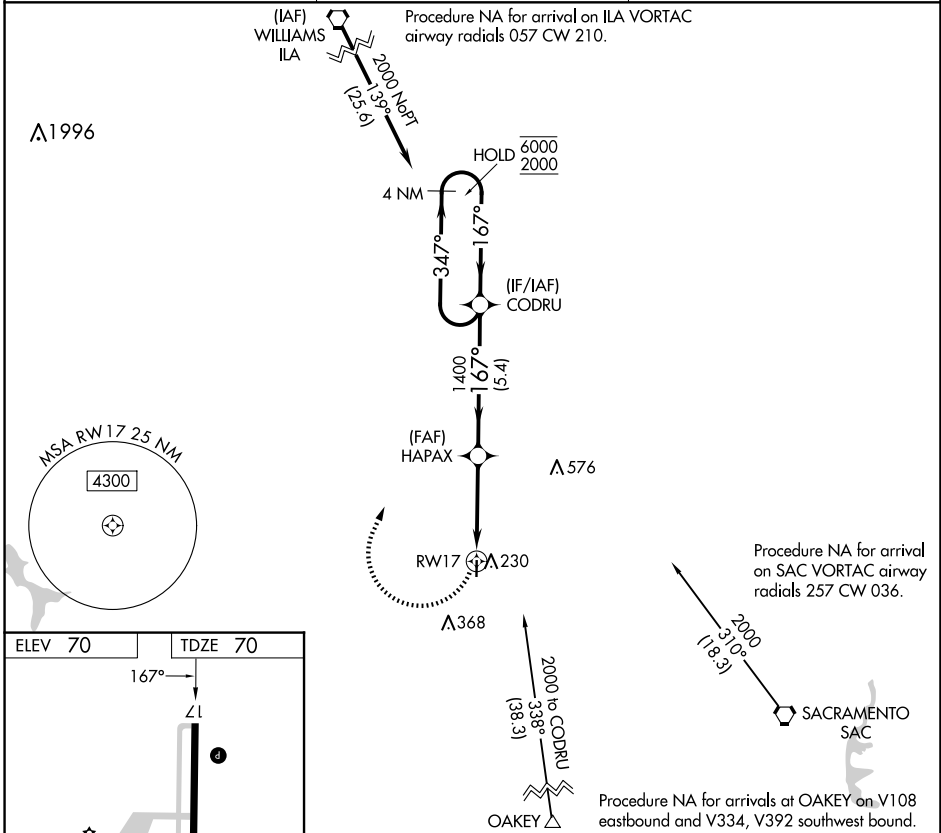 (IAF)
WILLIAMS
ILA
Procedure NA for arrival on ILA VORTAC
airway radials 057 CW 210.
2000 NoPT
139°
(25.6)
1996
HOLD 6000
2000
4 NM
347°
167°
(IF/IAF)
CODRU
1400
167°
(5.4)
(FAF)
HAPAX
576
MSA RW17 25 NM
4300
RW17
230
368
Procedure NA for arrival
on SAC VORTAC airway
radials 257 CW 036.
2000
310°
(18.3)
SACRAMENTO
SAC
2000 to CODRU
338°
(38.3)
OAKEY
Procedure NA for arrivals at OAKEY on V108
eastbound and V334, V392 southwest bound.
ELEV 70
TDZE 70
167°
17
P